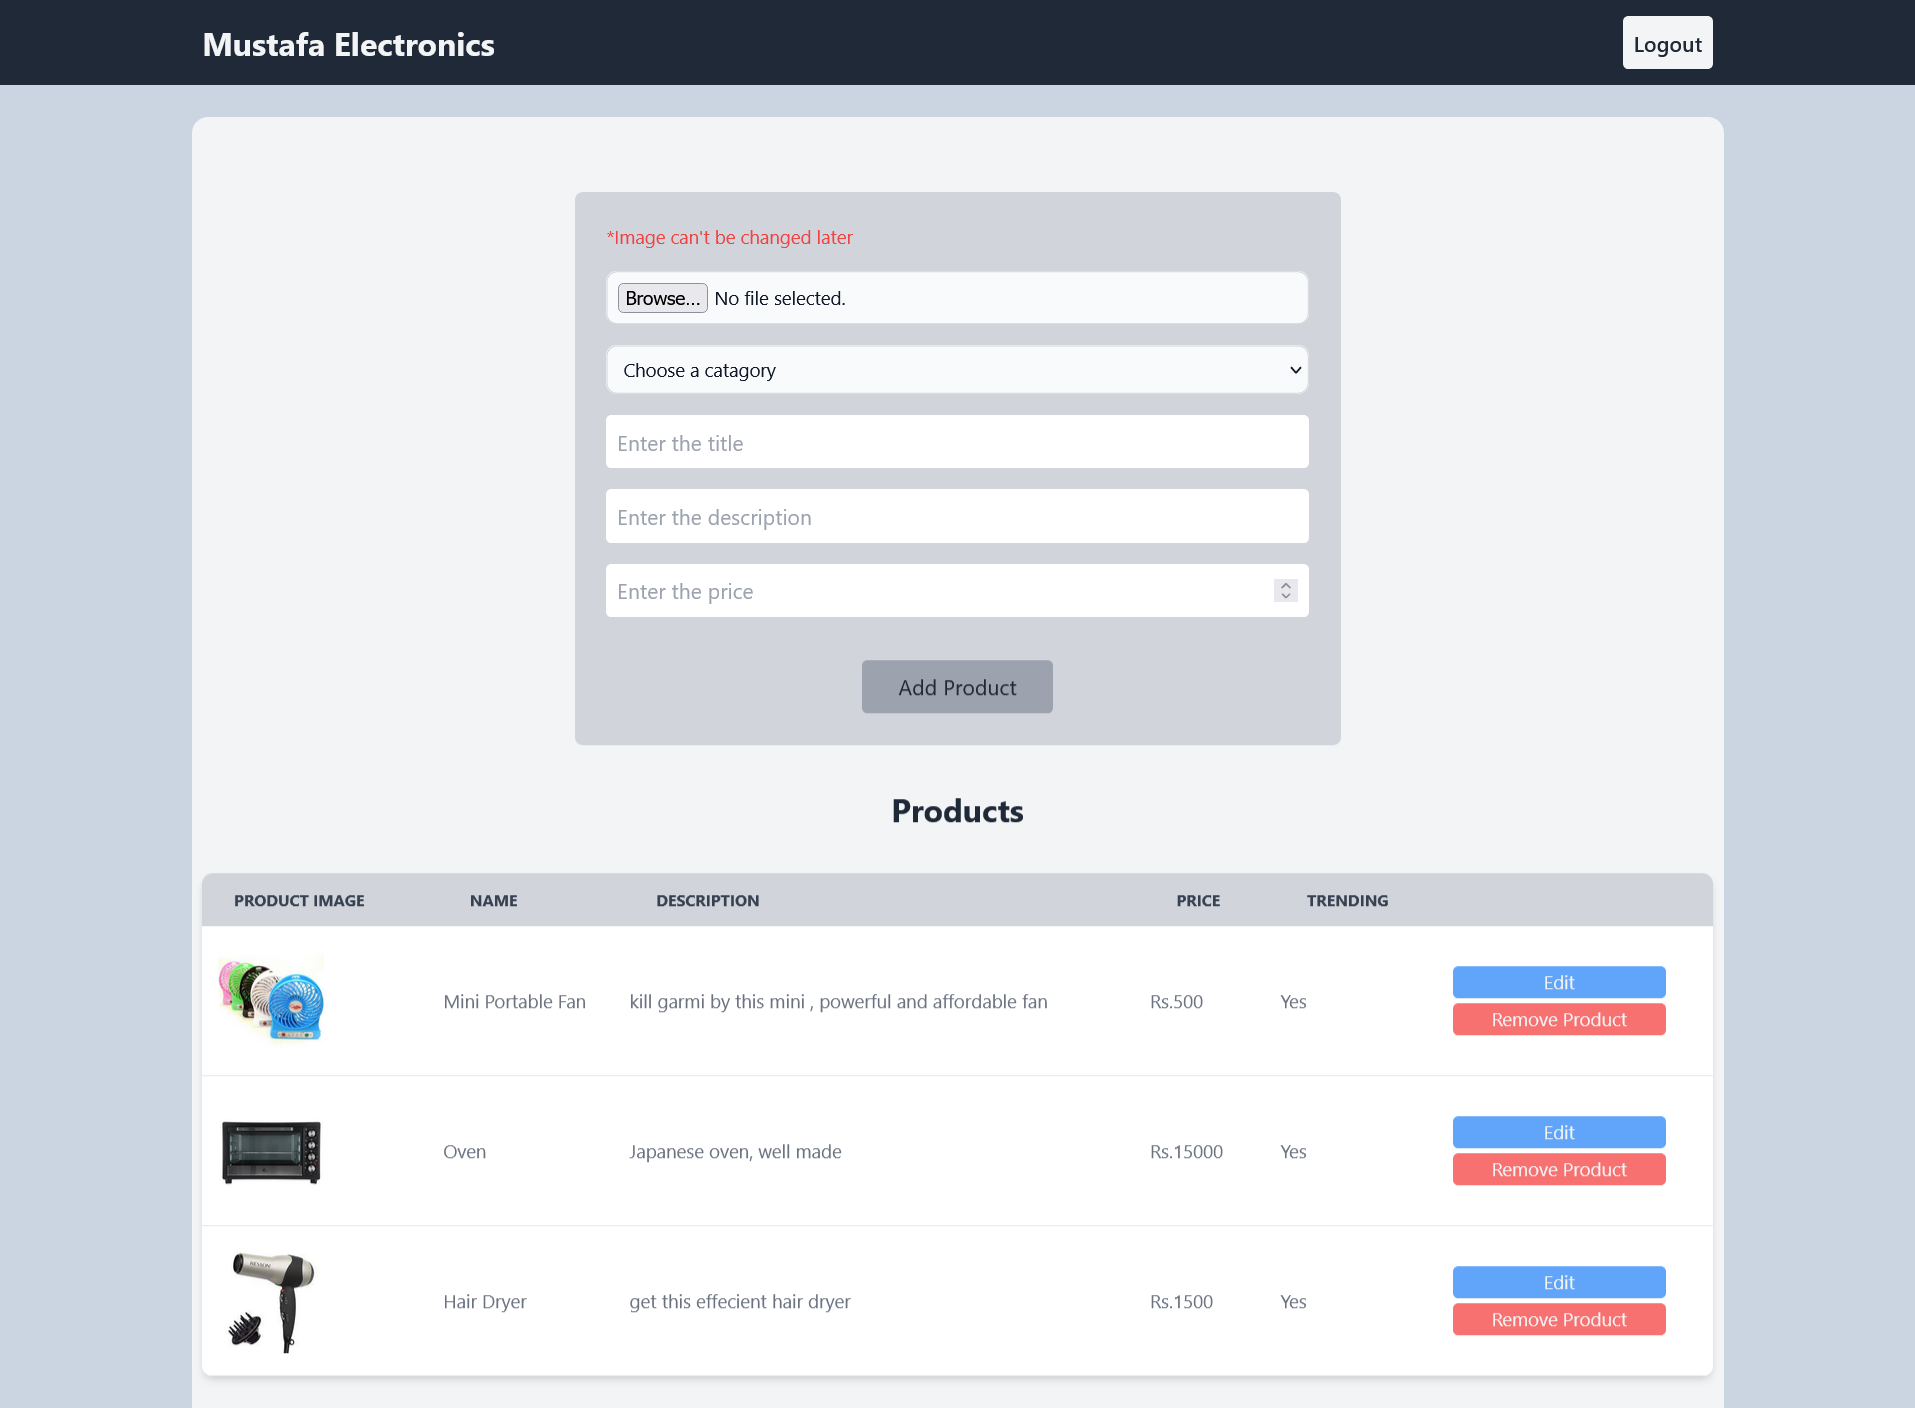 Mustafa Electronics
Logout
*Image can't be changed later
Browse... No file selected.
Choose a catagory
Enter the title
Enter the description
Enter the price
Add Product
Products
PRODUCT IMAGE NAME DESCRIPTION PRICE TRENDING
Mini Portable Fan kill garmi by this mini , powerful and affordable fan Rs.500 Yes
Edit
Remove Product
Oven Japanese oven, well made Rs.15000 Yes
Edit
Remove Product
REVLON
Hair Dryer get this effecient hair dryer Rs.1500 Yes
Edit
Remove Product